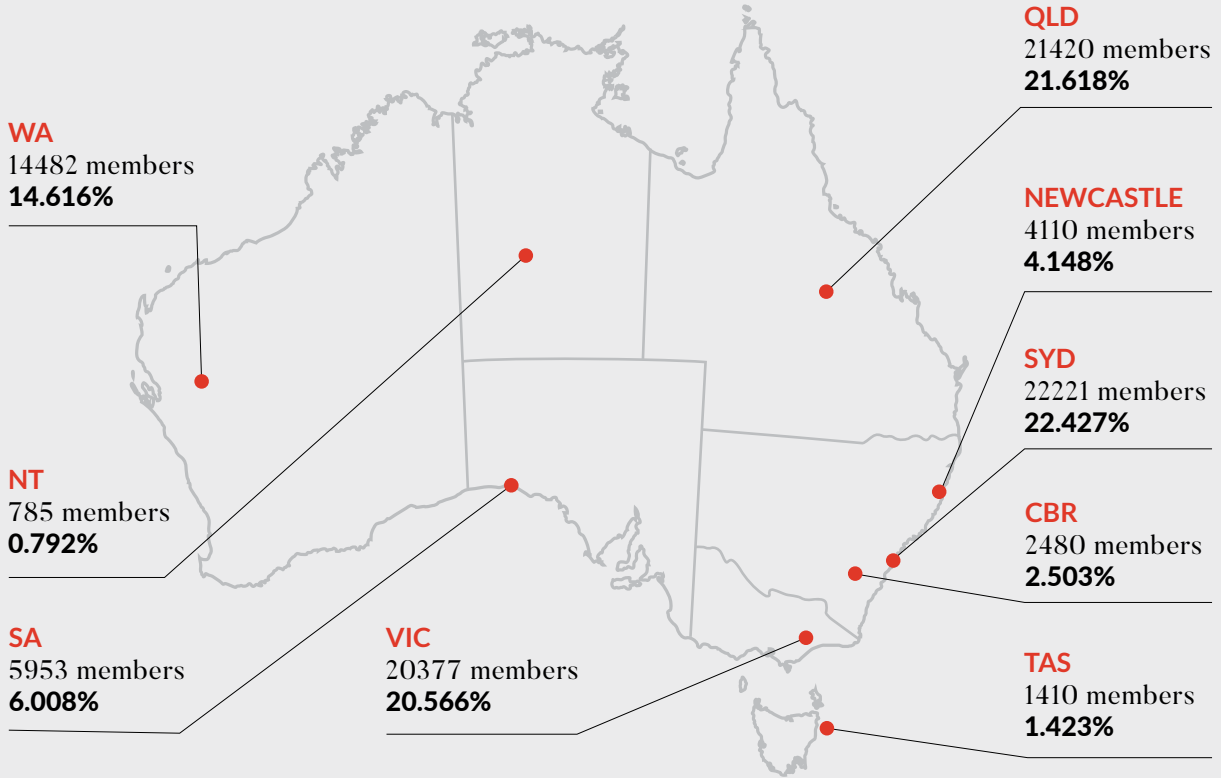 QLD
21420 members
21.618%
WA
14482 members
14.616%
NEWCASTLE
4110 members
4.148%
SYD
22221 members
22.427%
NT
785 members
0.792%
CBR
2480 members
2.503%
SA
5953 members
6.008%
VIC
20377 members
20.566%
TAS
1410 members
1.423%